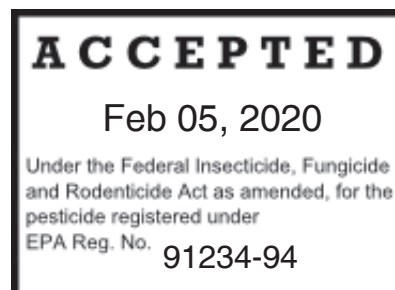 ACCEPTED
Feb 05, 2020
Under the Federal Insecticide, Fungicide
and Rodenticide Act as amended, for the
pesticide registered under
EPA Reg. No. 91234-94